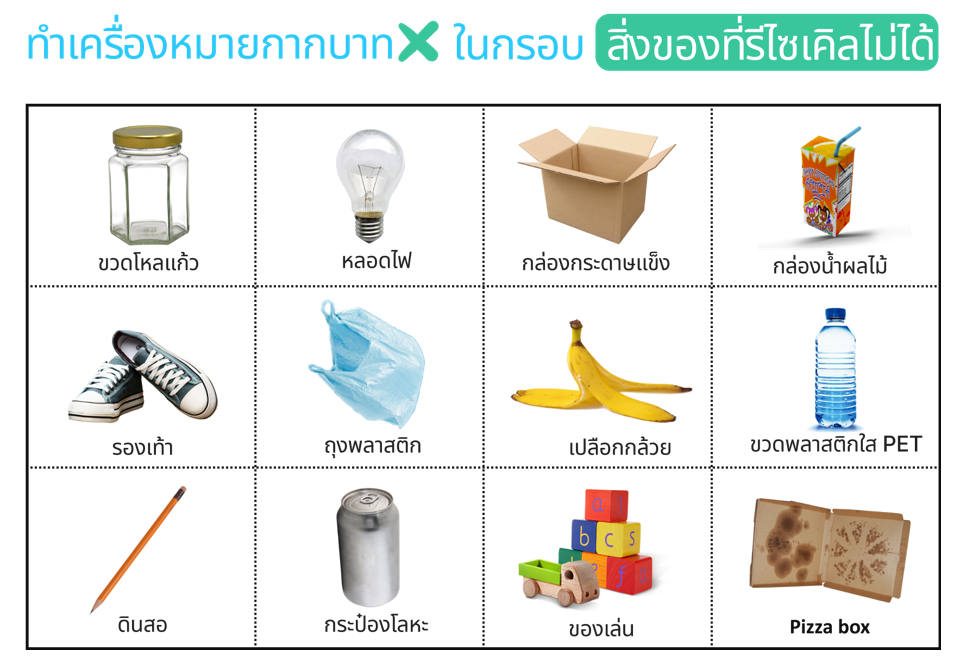 ทำเครื่องหมายกากบาท ในกรอบ สิ่งของที่รีไซเคิลไม่ได้
ขวดโหลแก้ว
หลอดไฟ
กล่องกระดาษแข็ง
กล่องน้ำผลไม้
รองเท้า
ถุงพลาสติก
เปลือกกล้วย
ขวดพลาสติกใส PET
ดินสอ
กระป๋องโลหะ
a
b c s
ของเล่น
Pizza box